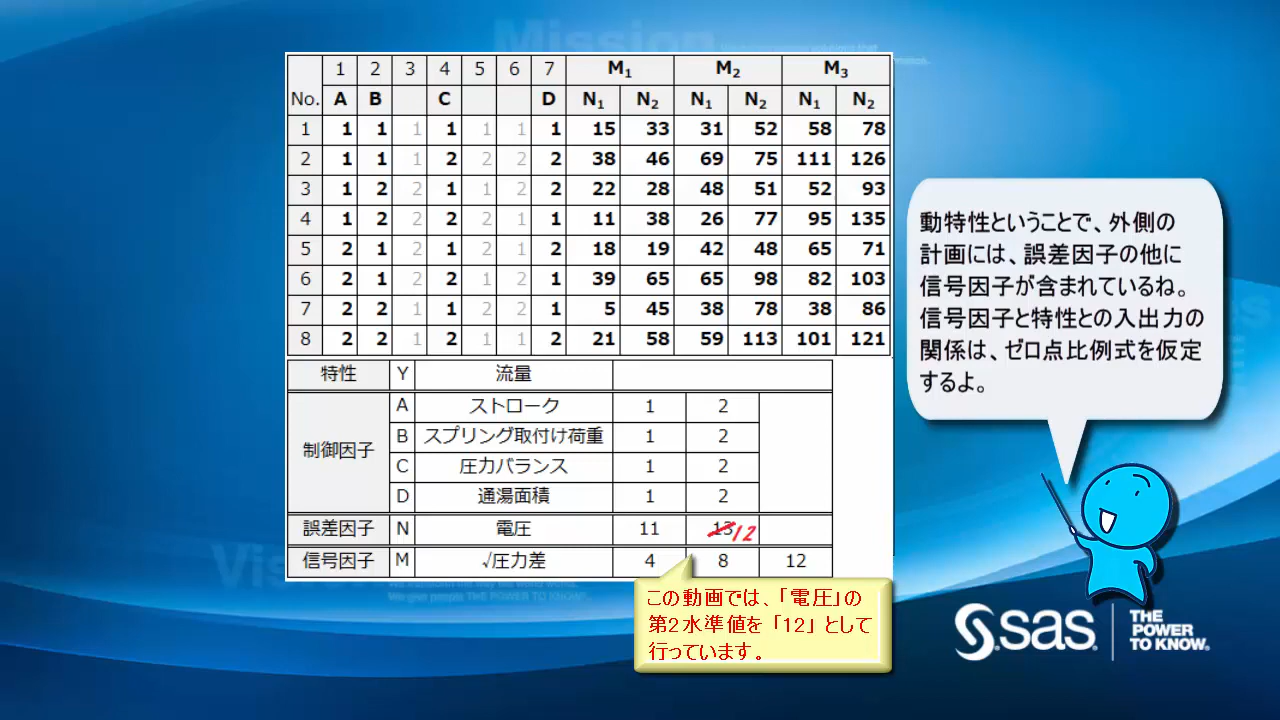 Mission
1 2 3 4 5 6 7 M₁ M₂ M₃
No. A B C D N₁ N₂ N₁ N₂ N₁ N₂
1 1 1 1 1 1 1 1 15 33 31 52 58 78
2 1 1 1 2 2 2 2 38 46 69 75 111 126
3 1 2 2 1 1 2 2 22 28 48 51 52 93
4 1 2 2 2 2 1 1 11 38 26 77 95 135
5 2 1 2 1 2 1 2 18 19 42 48 65 71
6 2 1 2 2 1 2 1 39 65 65 98 82 103
7 2 2 1 1 2 2 1 5 45 38 78 38 86
8 2 2 1 2 1 1 2 21 58 59 113 101 121
特性 Y 流量
制御因子 A ストローク 1 2
B スプリング取付け荷重 1 2
C 圧力バランス 1 2
D 通湯面積 1 2
誤差因子 N 電圧 11 13 12
信号因子 M √圧力差 4 8 12
この動画では、「電圧」の
第2水準値を「12」として
行っています。
動特性ということで、外側の
計画には、誤差因子の他に
信号因子が含まれているね。
信号因子と特性との入出力の
関係は、ゼロ点比例式を仮定
するよ。
We give people THE POWER TO KNOW.
sas
THE
POWER
TO KNOW.